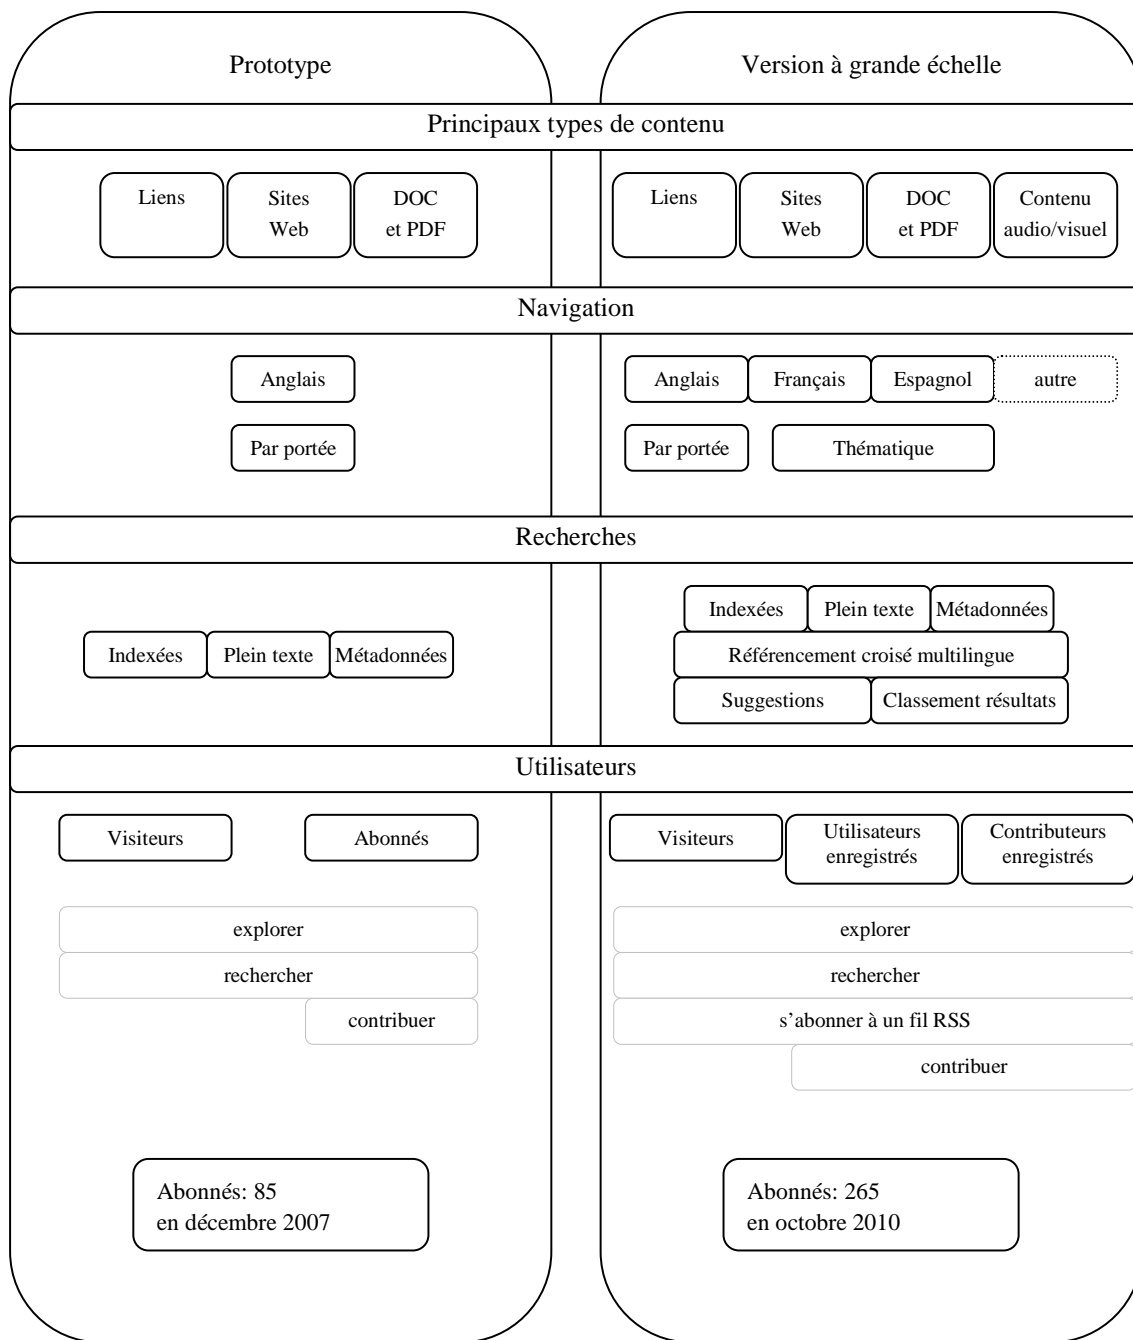 Prototype
Version à grande échelle
Principaux types de contenu
Liens
Sites
Web
DOC
et PDF
Liens
Sites
Web
DOC
et PDF
Contenu
audio/visuel
Navigation
Anglais
Anglais
Français
Espagnol
autre
Par portée
Par portée
Thématique
Recherches
Indexées
Plein texte
Métadonnées
Indexées
Plein texte
Métadonnées
Référencement croisé multilingue
Suggestions
Classement résultats
Utilisateurs
Visiteurs
Abonnés
Visiteurs
Utilisateurs
enregistrés
Contributeurs
enregistrés
explorer
rechercher
contribuer
explorer
rechercher
s’abonner à un fil RSS
contribuer
Abonnés: 85
en décembre 2007
Abonnés: 265
en octobre 2010